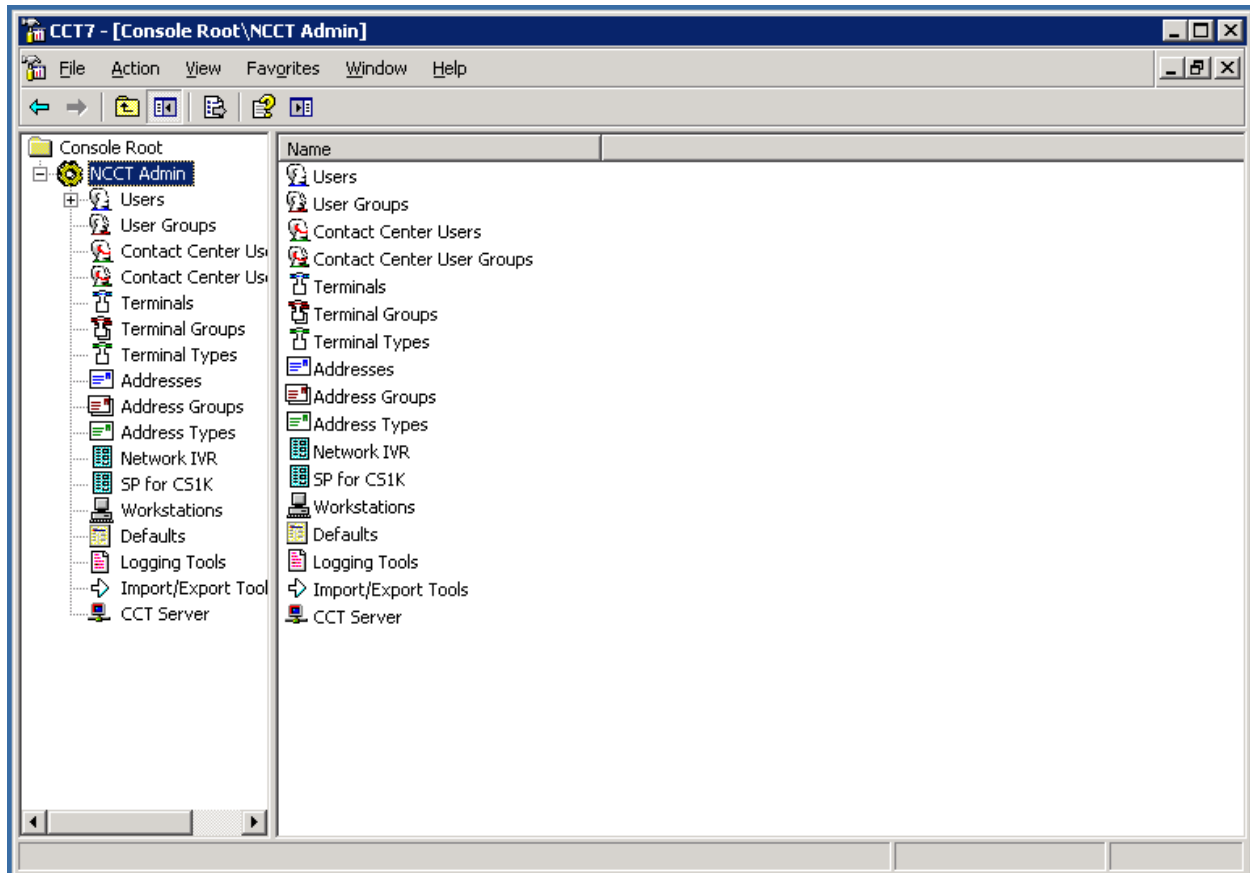 CCT7 - [Console Root\NCCT Admin]
File Action View Favorites Window Help
Console Root
NCCT Admin
Users
User Groups
Contact Center Us
Contact Center Us
Terminals
Terminal Groups
Terminal Types
Addresses
Address Groups
Address Types
Network IVR
SP for CS1K
Workstations
Defaults
Logging Tools
Import/Export Tool
CCT Server
Name
Users
User Groups
Contact Center Users
Contact Center User Groups
Terminals
Terminal Groups
Terminal Types
Addresses
Address Groups
Address Types
Network IVR
SP for CS1K
Workstations
Defaults
Logging Tools
Import/Export Tools
CCT Server